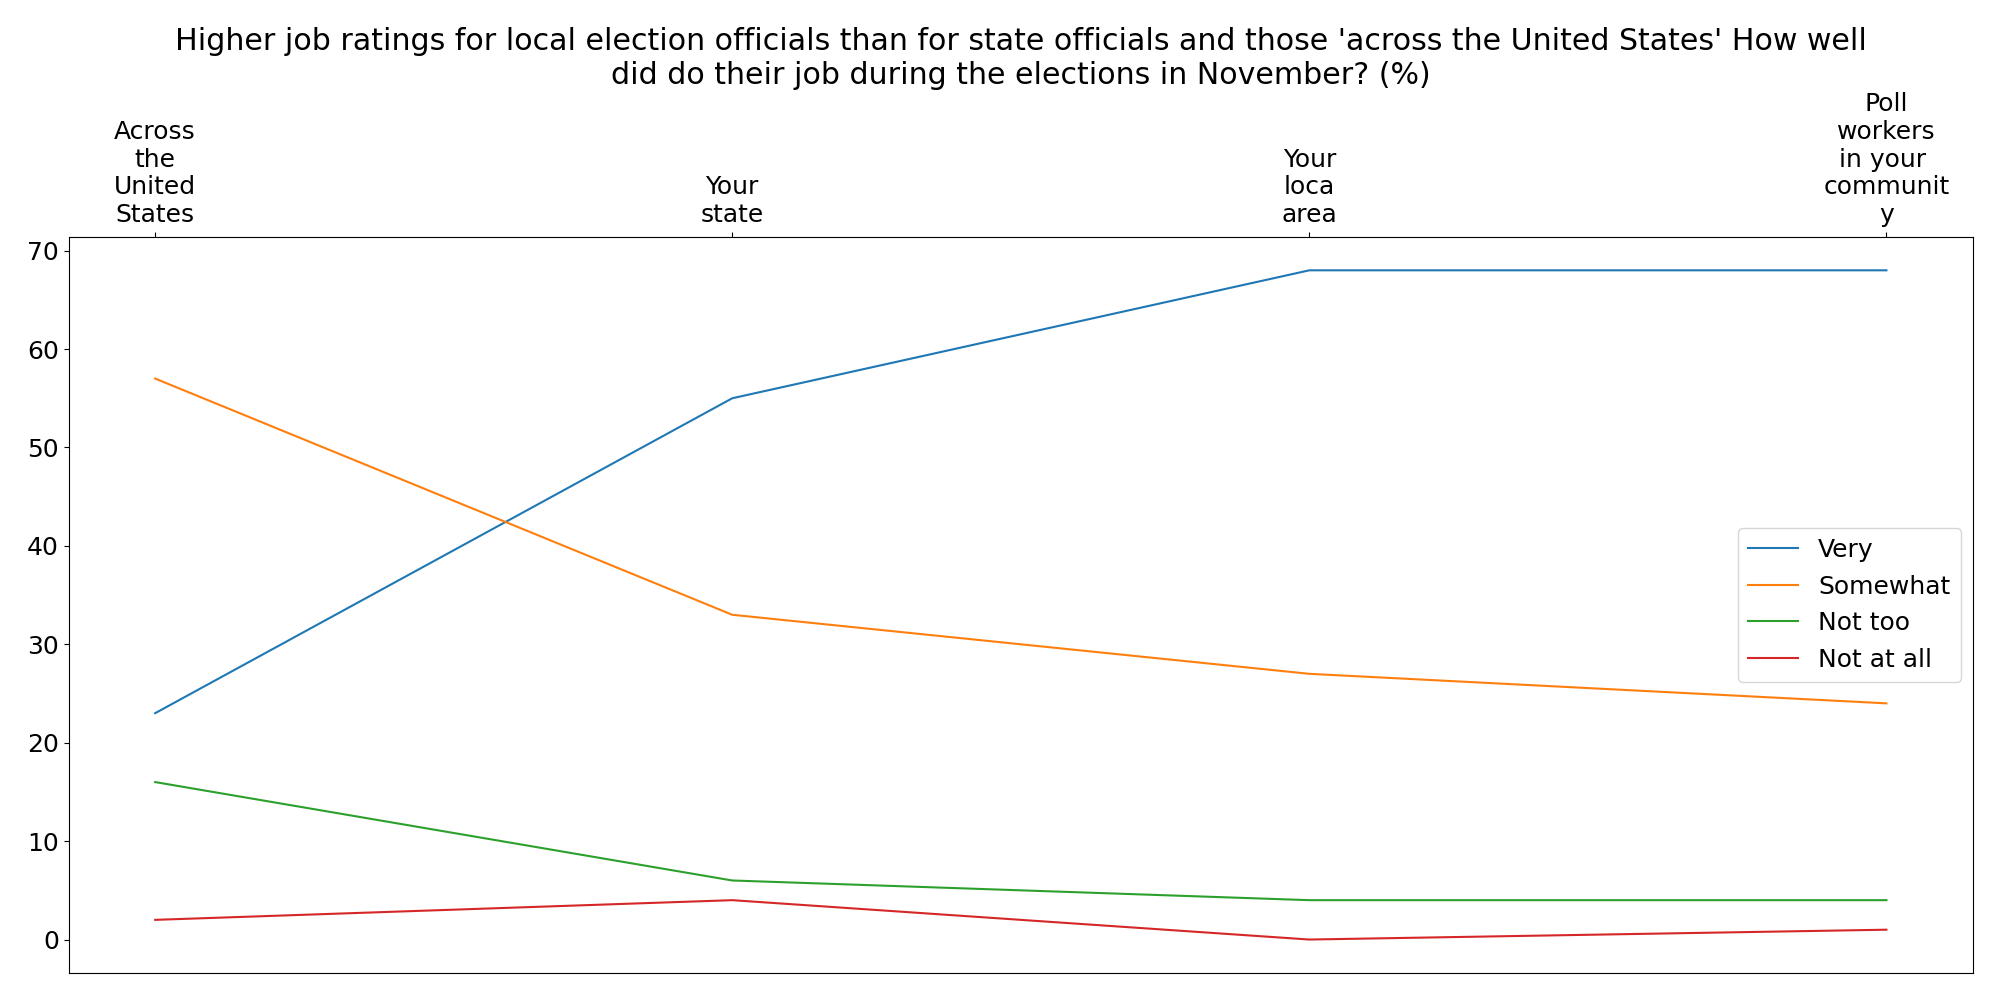 Higher job ratings for local election officials than for state officials and those 'across the United States' How well
did do their job during the elections in November? (%)
Across
the
United
States
Your
state
Your
loca
area
Poll
workers
in your
communit
y
70
60
50
40
30
20
10
0
Very
Somewhat
Not too
Not at all